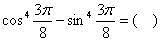 cos⁴ 3π/8 − sin⁴ 3π/8 = ( )